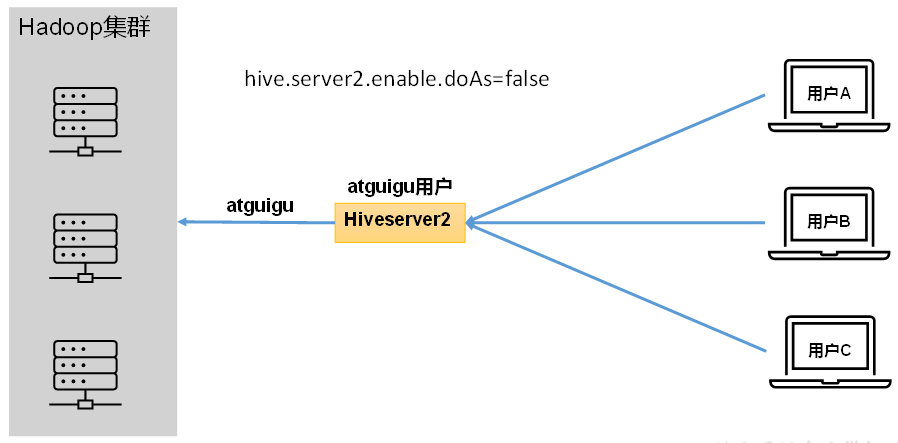 Hadoop集群
hive.server2.enable.doAs=false
用户A
atguigu用户
atguigu
Hiveserver2
用户B
用户C